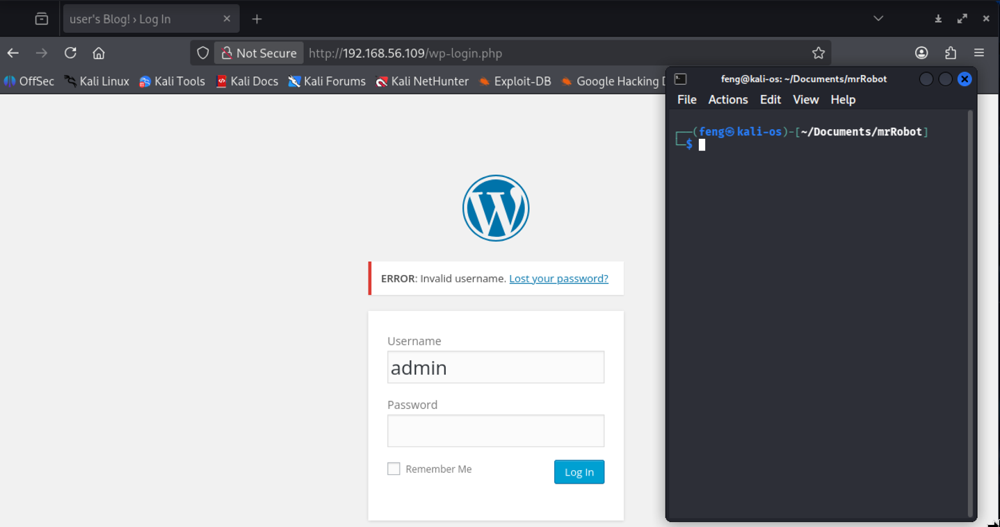 user's Blog! › Log In
Not Secure http://192.168.56.109/wp-login.php
OffSec Kali Linux Kali Tools Kali Docs Kali Forums Kali NetHunter Exploit-DB Google Hacking
ERROR: Invalid username. Lost your password?
Username
admin
Password
Remember Me
Log In
feng@kali-os: ~/Documents/mrRobot
File Actions Edit View Help
┌──(feng㉿kali-os)-[~/Documents/mrRobot]
└─$